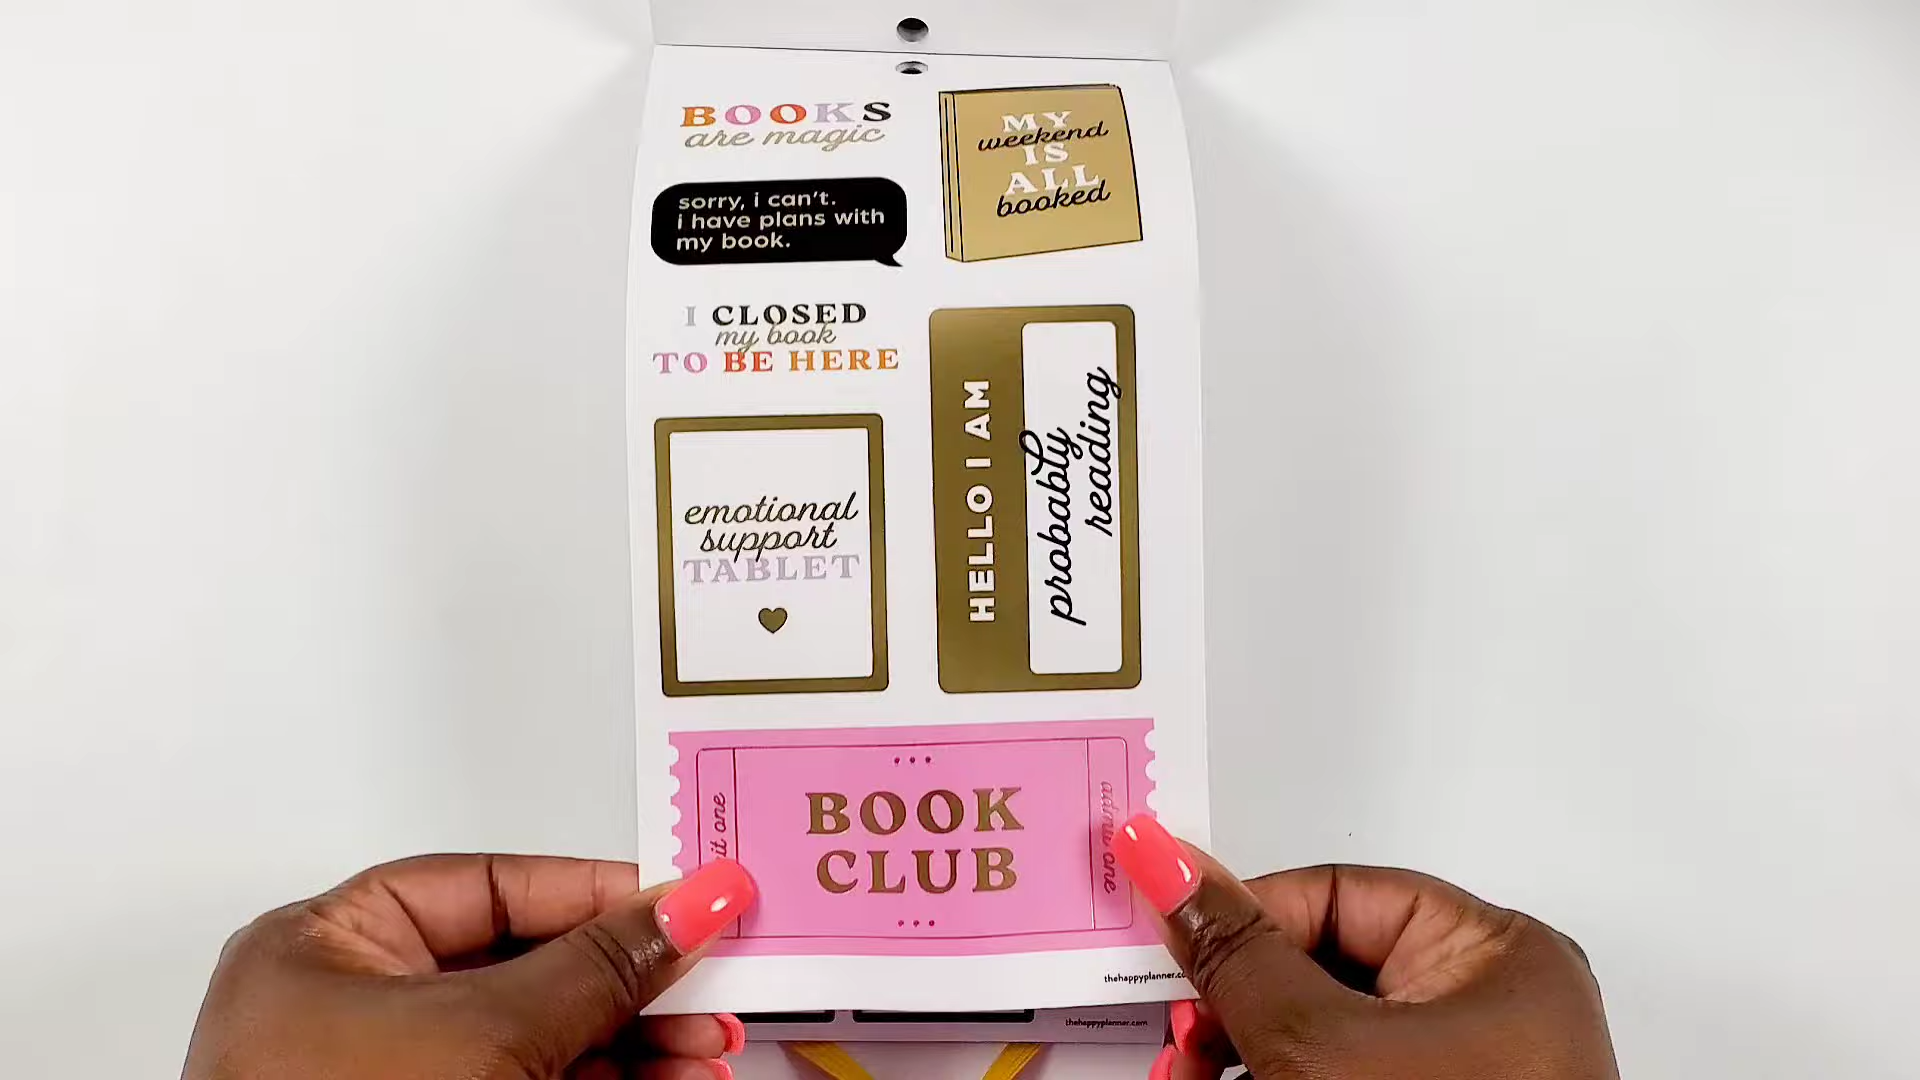 BOOKS
are magic
MY
weekend
IS
ALL
booked
sorry, i can't.
i have plans with
my book.
I CLOSED
my book
TO BE HERE
HELLO I AM
probably
reading
emotional
support
TABLET
BOOK
CLUB
one
admit one
thehappyplanner.c
thehappyplanner.com